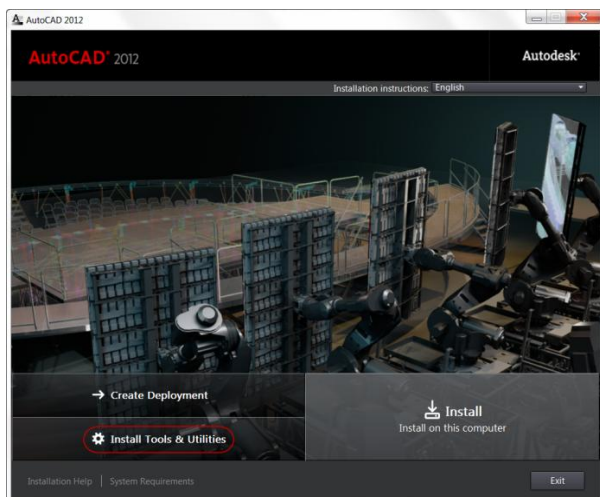 AutoCAD 2012
AutoCAD® 2012
Autodesk®
Installation instructions: English
→ Create Deployment
Install Tools & Utilities
Install
Install on this computer
Installation Help | System Requirements
Exit